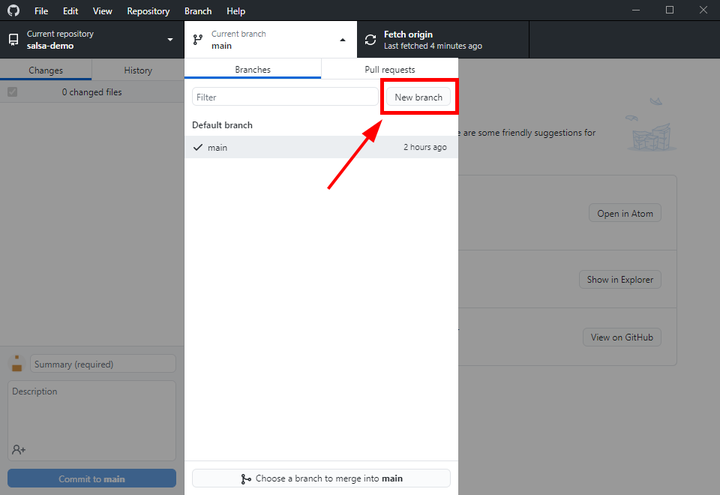 File Edit View Repository Branch Help
Current repository
salsa-demo
Current branch
main
Fetch origin
Last fetched 4 minutes ago
Changes History
0 changed files
Branches Pull requests
Filter
New branch
Default branch
main 2 hours ago
e are some friendly suggestions for
Open in Atom
Show in Explorer
View on GitHub
Summary (required)
Description
Commit to main
Choose a branch to merge into main